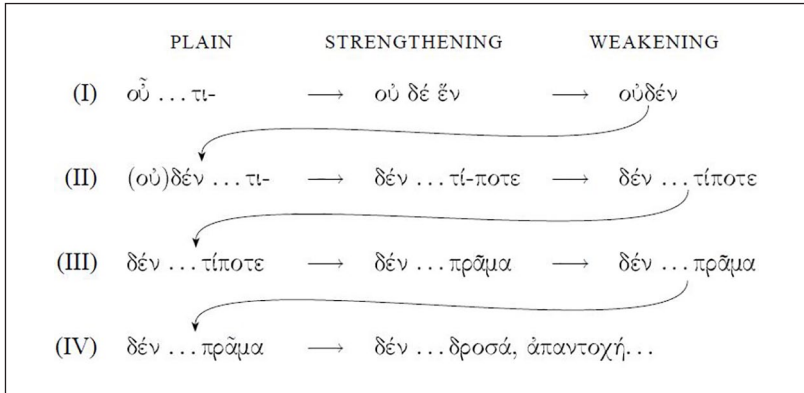 PLAIN STRENGTHENING WEAKENING
(I) οὖ̓ …τι- ⟶ οὐ δέ ἕν ⟶ οὐδέν
(II) (οὐ)δέν …τι- ⟶ δέν …τί-ποτε ⟶ δέν …τίποτε
(III) δέν …τίποτε ⟶ δέν …πρᾶμα ⟶ δέν …πρᾶμα
(IV) δέν …πρᾶμα ⟶ δέν …δροσά, ἀπαντοχή…